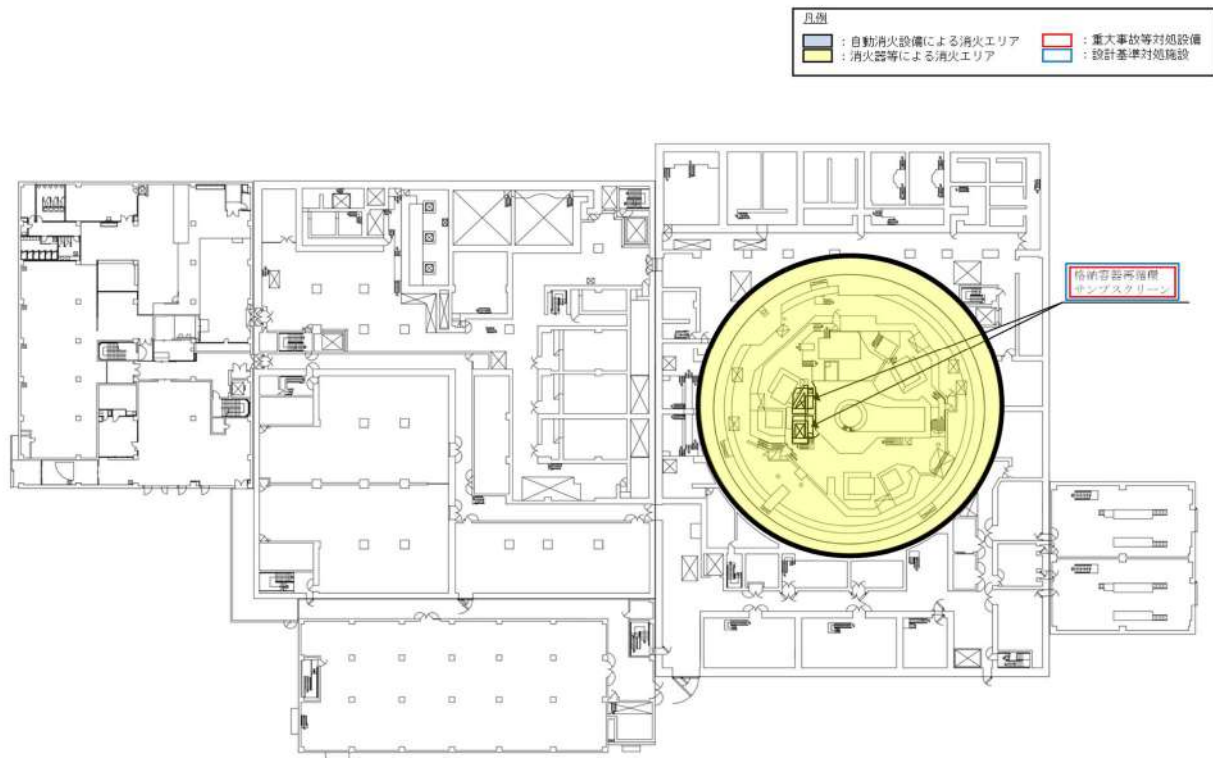 凡例
：自動消火設備による消火エリア
：消火器等による消火エリア
：重大事故等対処設備
：設計基準対処施設
格納容器再循環
サンプスクリーン